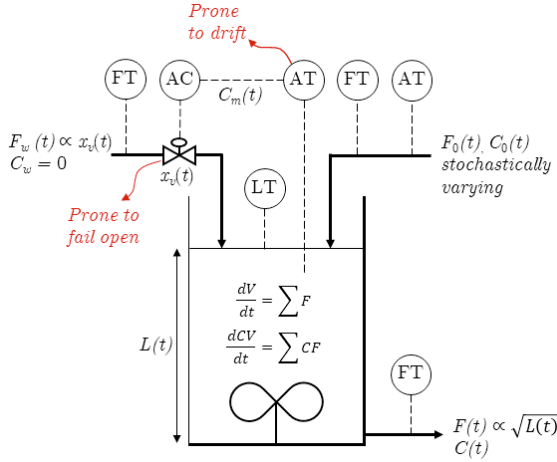 Prone
to drift
FT
AC
AT
FT
AT
C_m(t)
F_w (t) ∝ x_v(t)
C_w = 0
x_v(t)
F_0(t), C_0(t)
stochastically
varying
Prone to
fail open
LT
dV/dt = ∑ F
dCV/dt = ∑ CF
L(t)
FT
F(t) ∝ √L(t)
C(t)